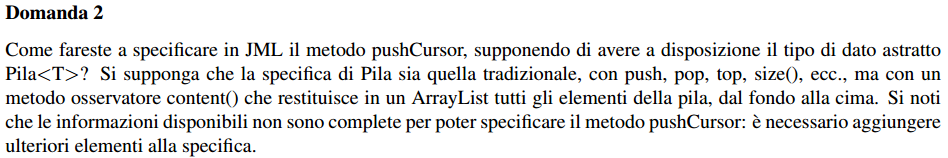 Domanda 2
Come fareste a specificare in JML il metodo pushCursor, supponendo di avere a disposizione il tipo di dato astratto
Pila<T>? Si supponga che la specifica di Pila sia quella tradizionale, con push, pop, top, size(), ecc., ma con un
metodo osservatore content() che restituisce in un ArrayList tutti gli elementi della pila, dal fondo alla cima. Si noti
che le informazioni disponibili non sono complete per poter specificare il metodo pushCursor: è necessario aggiungere
ulteriori elementi alla specifica.